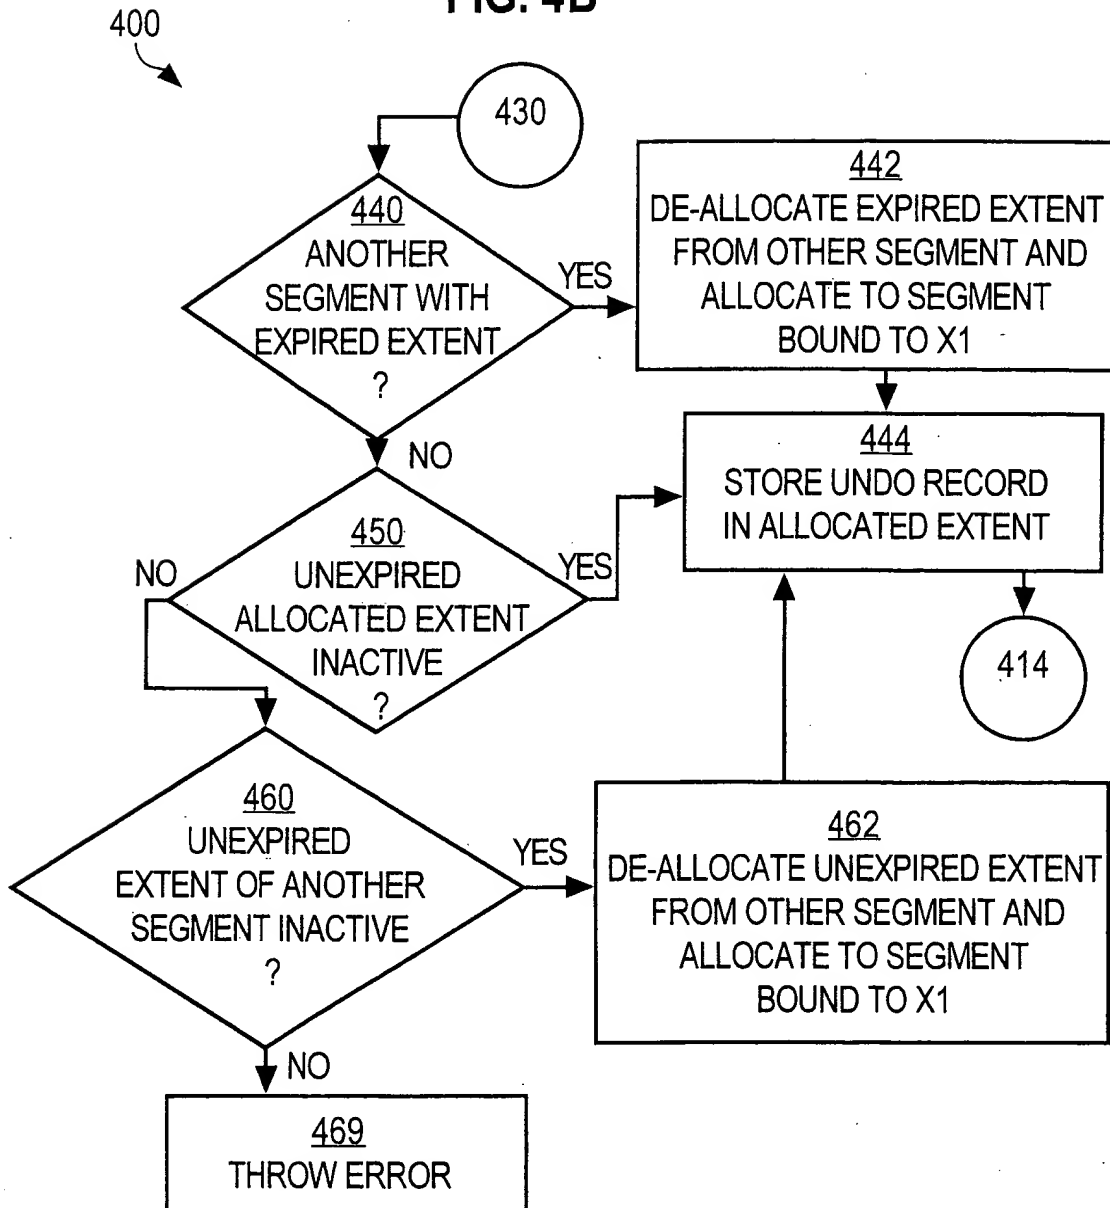 FIG. 4B
400
430
440
ANOTHER
SEGMENT WITH
EXPIRED EXTENT
?
YES
442
DE-ALLOCATE EXPIRED EXTENT
FROM OTHER SEGMENT AND
ALLOCATE TO SEGMENT
BOUND TO X1
NO
444
STORE UNDO RECORD
IN ALLOCATED EXTENT
450
UNEXPIRED
ALLOCATED EXTENT
INACTIVE
?
NO
YES
414
460
UNEXPIRED
EXTENT OF ANOTHER
SEGMENT INACTIVE
?
YES
462
DE-ALLOCATE UNEXPIRED EXTENT
FROM OTHER SEGMENT AND
ALLOCATE TO SEGMENT
BOUND TO X1
NO
469
THROW ERROR